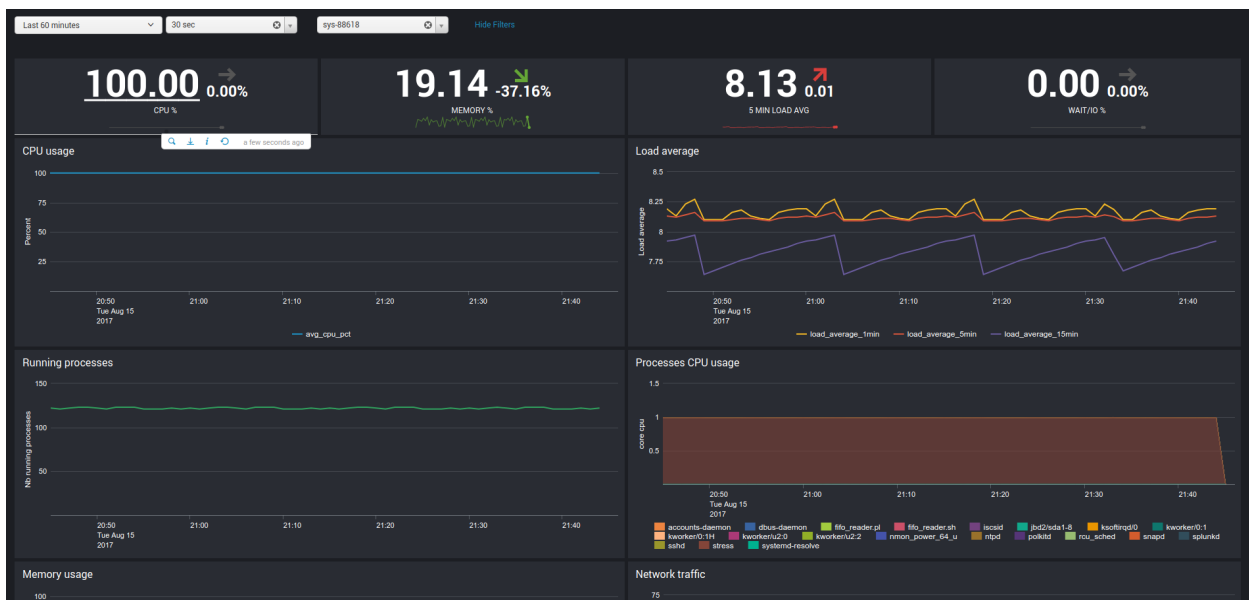 Last 60 minutes 30 sec sys-88618 Hide Filters
100.00 0.00%
CPU %
19.14 -37.16%
MEMORY %
8.13 0.01
5 MIN LOAD AVG
0.00 0.00%
WAIT/IO %
a few seconds ago
CPU usage
100
75
50
25
Percent
20:50 21:00 21:10 21:20 21:30 21:40
Tue Aug 15
2017
avg_cpu_pct
Load average
8.5
8.25
8
7.75
Load average
20:50 21:00 21:10 21:20 21:30 21:40
Tue Aug 15
2017
load_average_1min load_average_5min load_average_15min
Running processes
150
100
50
Nb running processes
20:50 21:00 21:10 21:20 21:30 21:40
Tue Aug 15
2017
Processes CPU usage
1.5
1
0.5
core cpu
20:50 21:00 21:10 21:20 21:30 21:40
Tue Aug 15
2017
accounts-daemon dbus-daemon fifo_reader.pl fifo_reader.sh iscsid jbd2/sda1-8 ksoftirqd/0 kworker/0:1
kworker/0:1H kworker/u2:0 kworker/u2:2 nmon_power_64_u ntpd polkitd rcu_sched snapd splunkd
sshd stress systemd-resolve
Memory usage
100
Network traffic
75